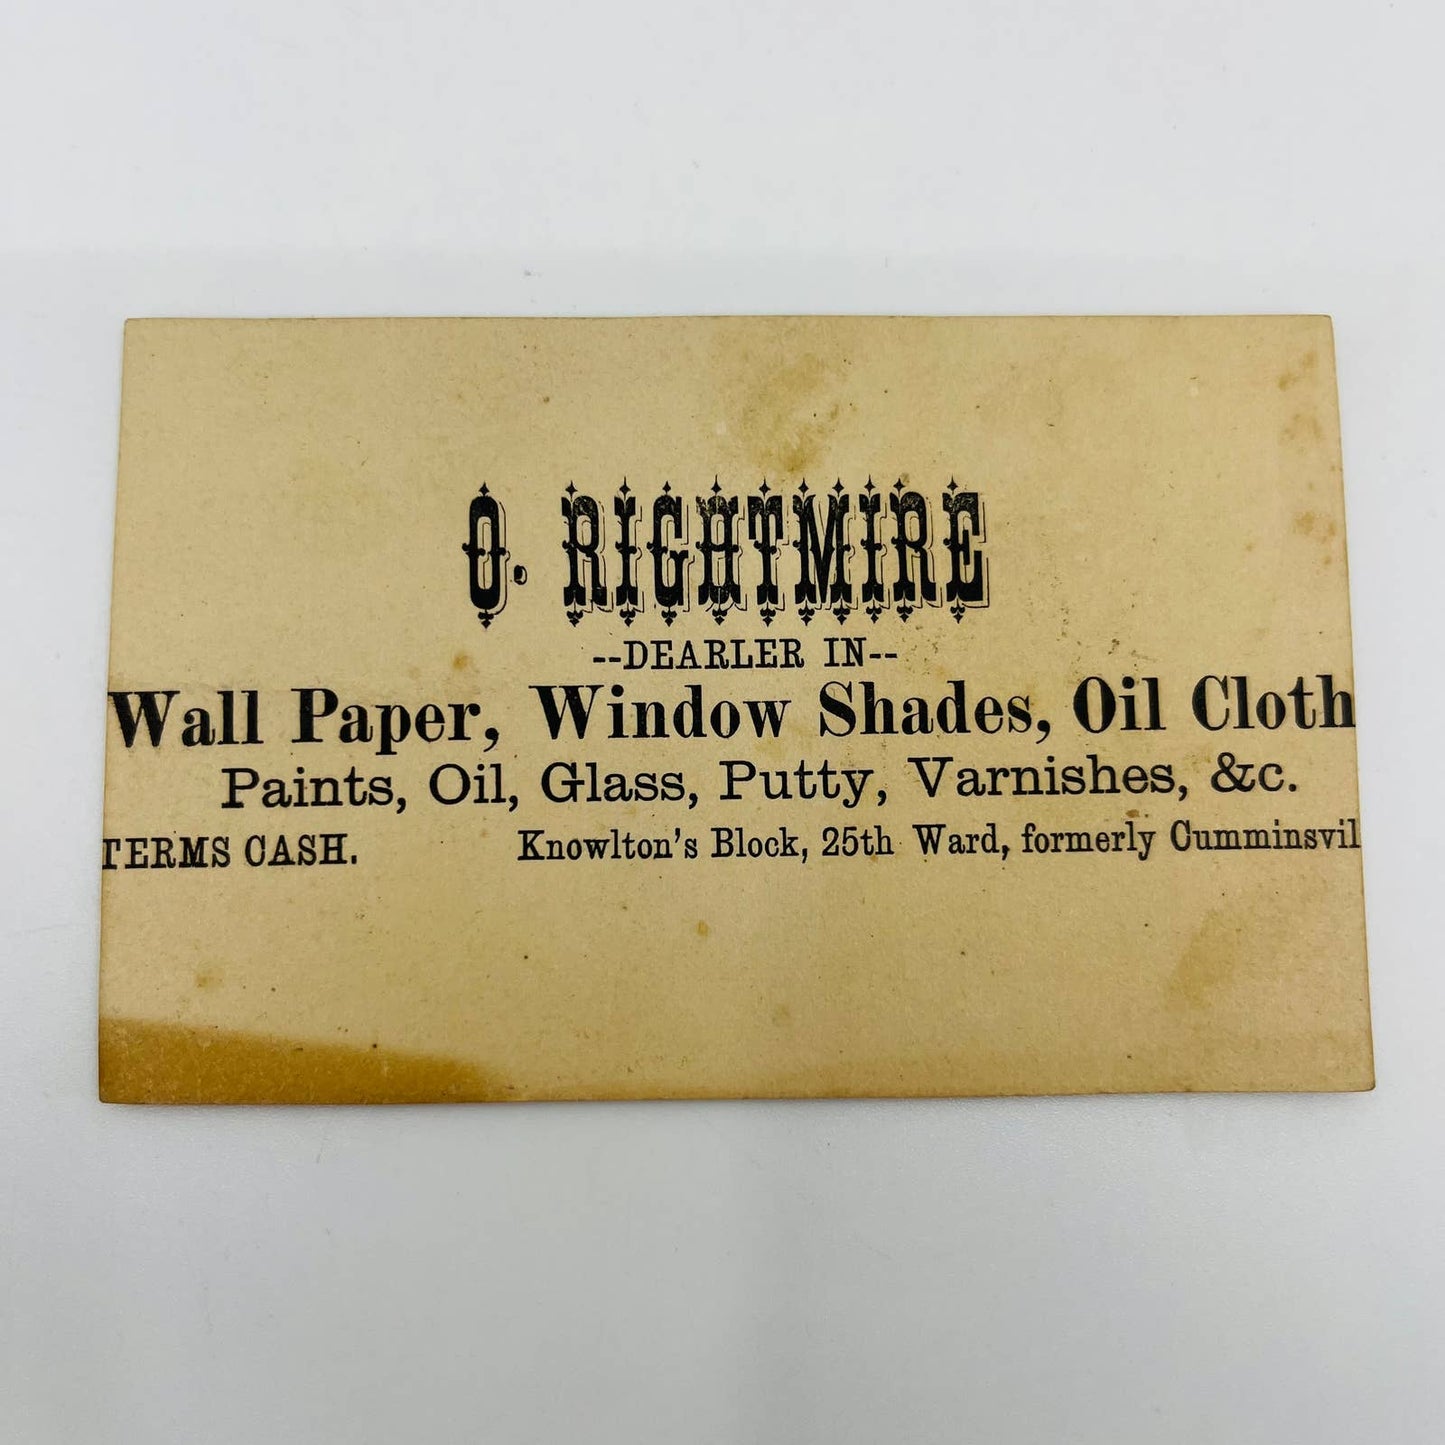 O. RIGHTMIRE
--DEARLER IN--
Wall Paper, Window Shades, Oil Cloth
Paints, Oil, Glass, Putty, Varnishes, &c.
TERMS CASH. Knowlton's Block, 25th Ward, formerly Cumminsvil